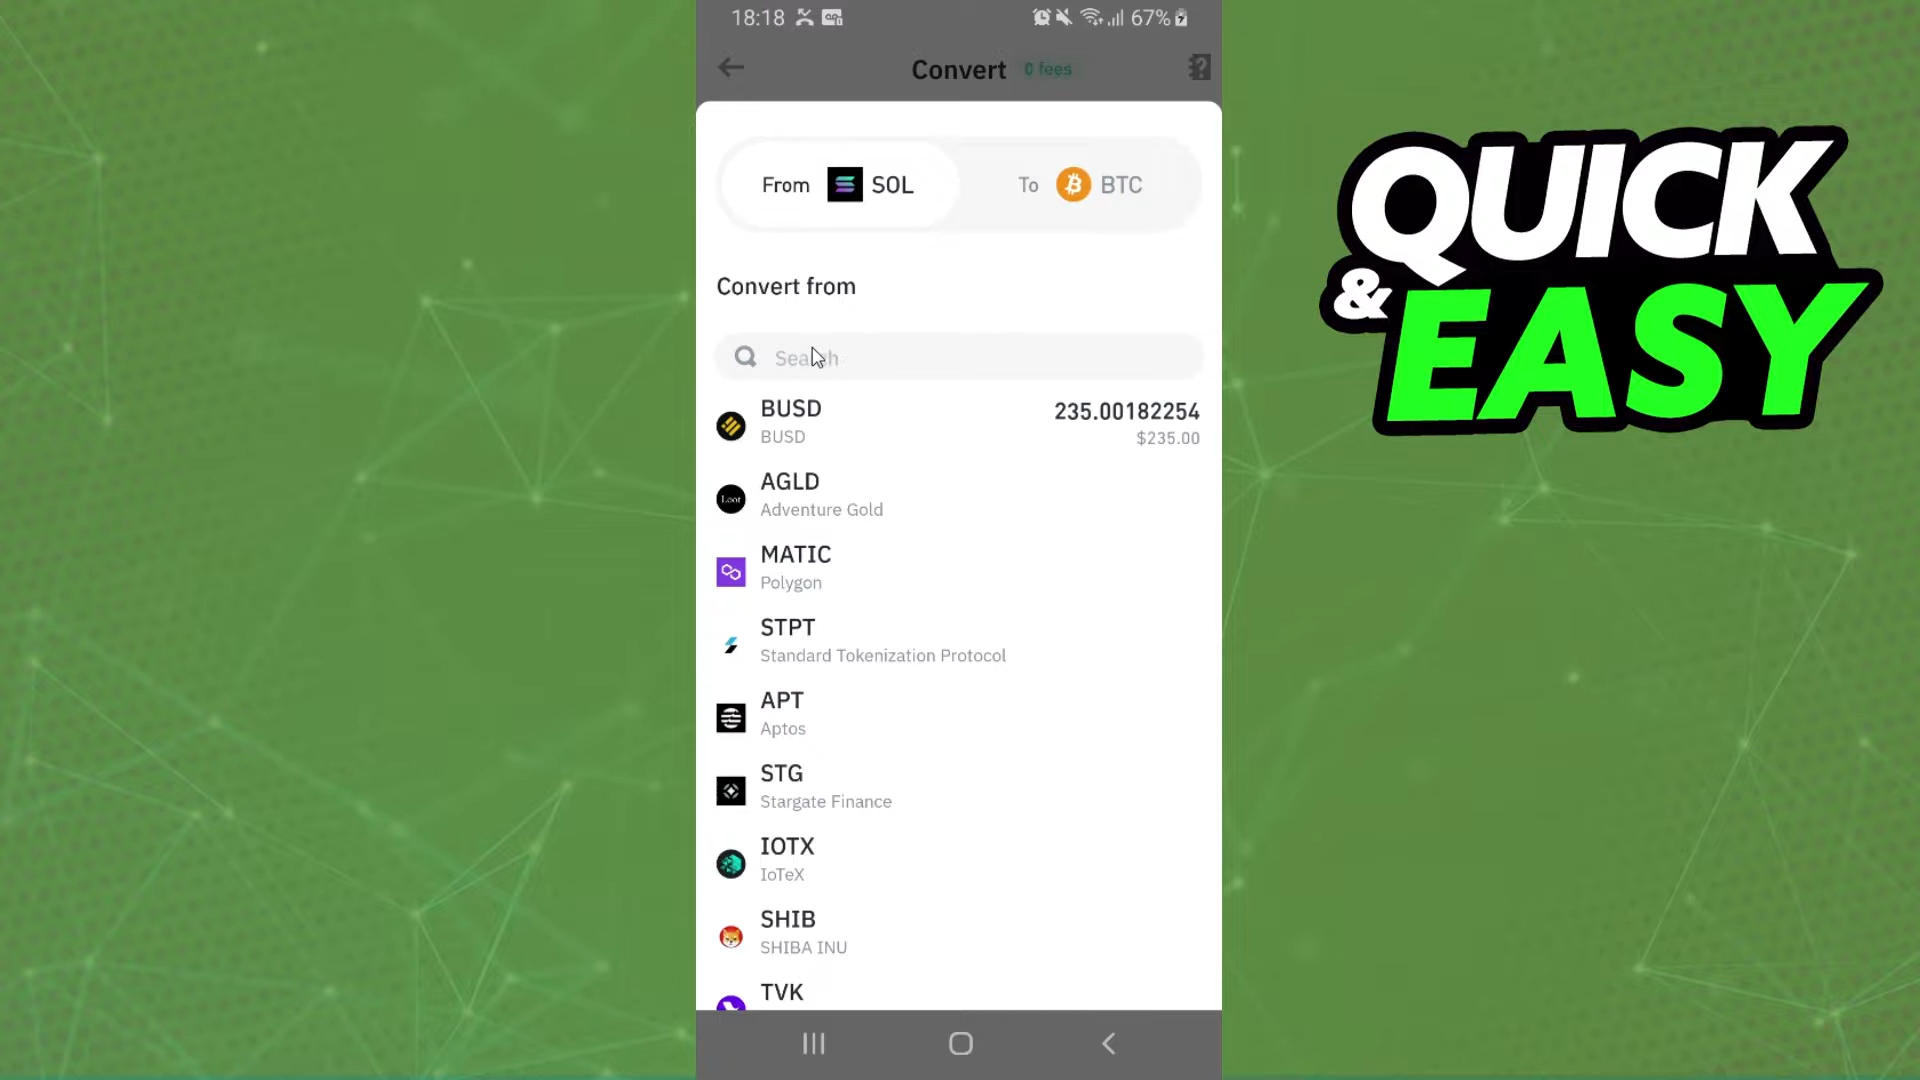 18:18
67%
Convert 0 fees
From SOL To BTC
Convert from
Search
BUSD 235.00182254
BUSD $235.00
AGLD
Loot
Adventure Gold
MATIC
Polygon
STPT
Standard Tokenization Protocol
APT
Aptos
STG
Stargate Finance
IOTX
IoTeX
SHIB
SHIBA INU
TVK
QUICK
& EASY